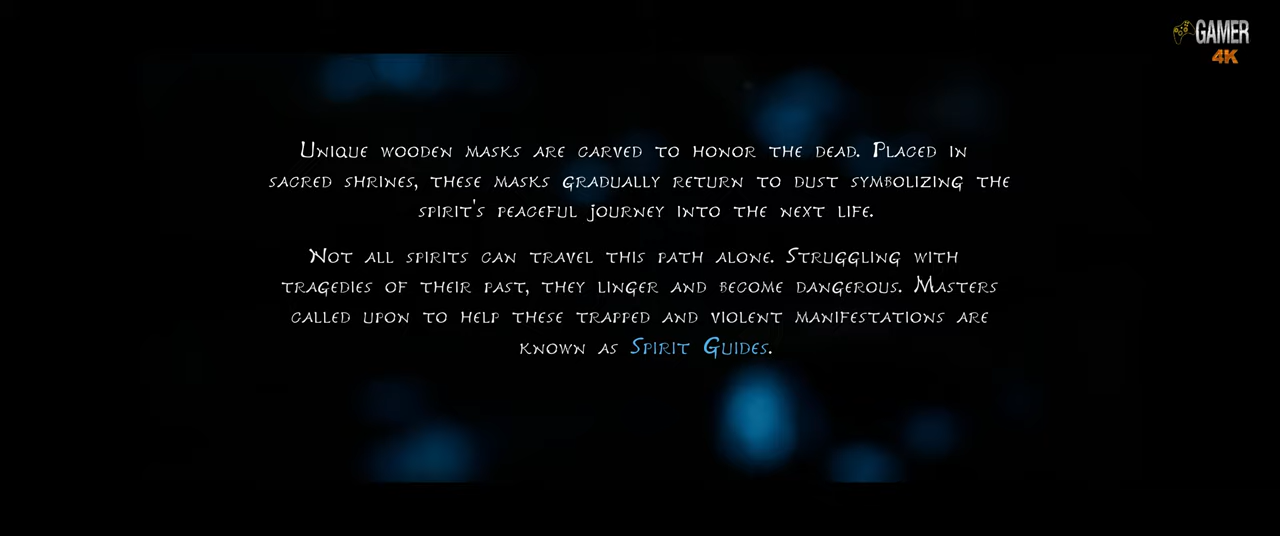 GAMER
4K
Unique wooden masks are carved to honor the dead. Placed in
sacred shrines, these masks gradually return to dust symbolizing the
spirit's peaceful journey into the next life.
Not all spirits can travel this path alone. Struggling with
tragedies of their past, they linger and become dangerous. Masters
called upon to help these trapped and violent manifestations are
known as Spirit Guides.